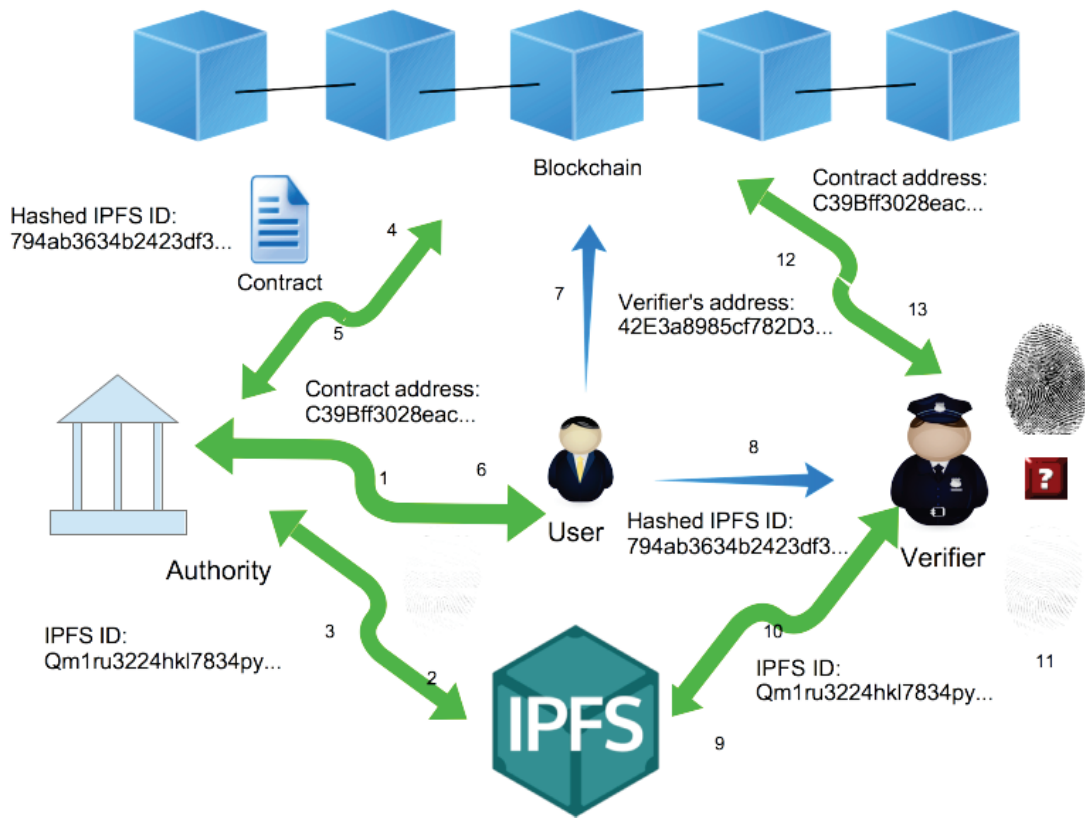 Blockchain
Contract address:
C39Bff3028eac...
Hashed IPFS ID:
794ab3634b2423df3...
4
Contract
12
7
Verifier's address:
42E3a8985cf782D3...
13
5
Contract address:
C39Bff3028eac...
?
8
6
1
User
Hashed IPFS ID:
794ab3634b2423df3...
Verifier
Authority
IPFS ID:
Qm1ru3224hkl7834py...
3
2
10
IPFS ID:
Qm1ru3224hkl7834py...
11
IPFS
9